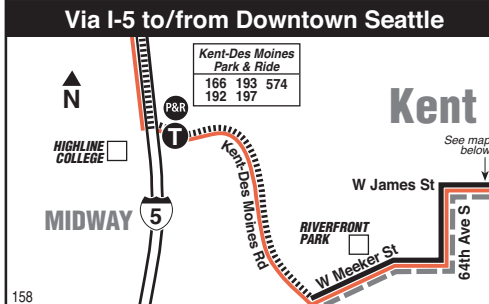 Via I-5 to/from Downtown Seattle
Kent-Des Moines
Park & Ride
166 193 574
192 197
N
P&R
Kent
T
HIGHLINE
COLLEGE
See map
below
Kent-Des Moines Rd
W James St
MIDWAY
5
RIVERFRONT
PARK
64th Ave S
W Meeker St
158